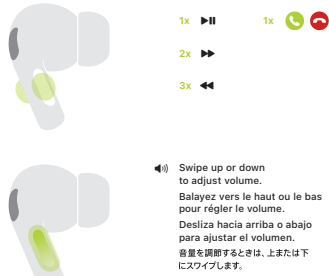 1x 1x
2x
3x
Swipe up or down
to adjust volume.
Balayez vers le haut ou le bas
pour régler le volume.
Desliza hacia arriba o abajo
para ajustar el volumen.
音量を調節するときは、上または下
にスワイプします。